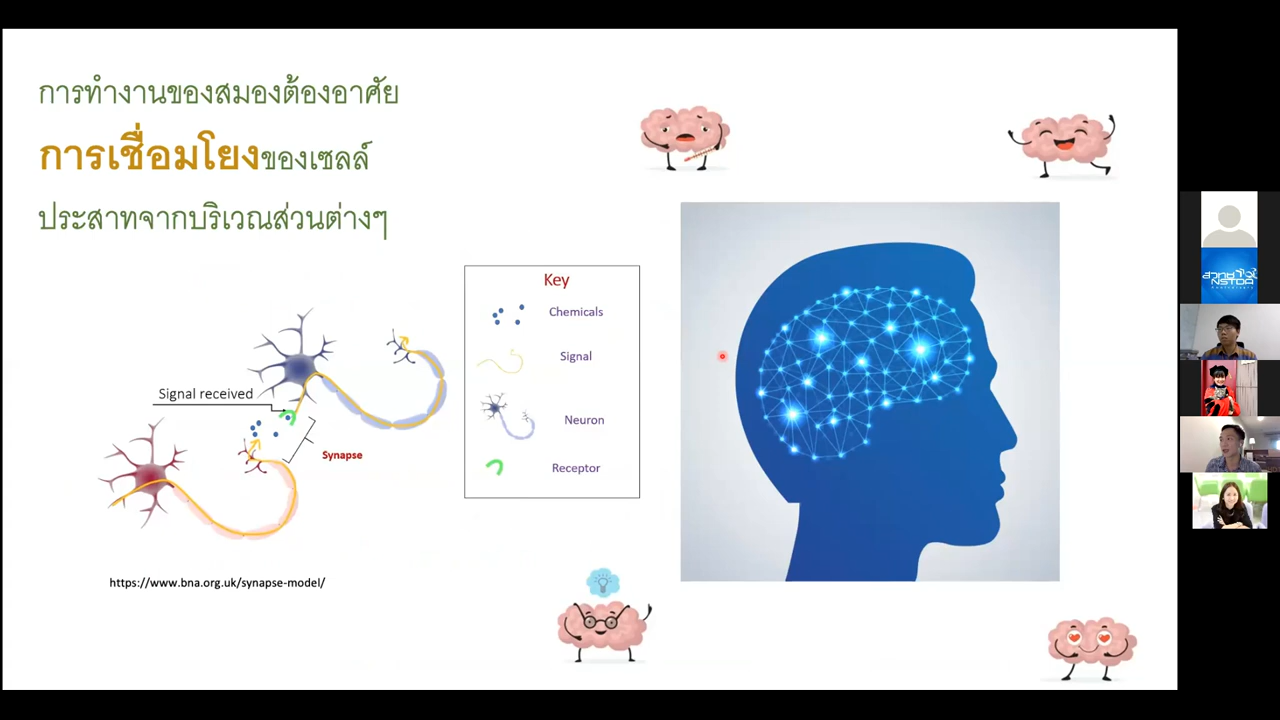 การทำงานของสมองต้องอาศัย
การเชื่อมโยงของเซลล์
ประสาทจากบริเวณส่วนต่างๆ
Key
Chemicals
Signal
Neuron
Receptor
Signal received
Synapse
https://www.bna.org.uk/synapse-model/
NSTDA